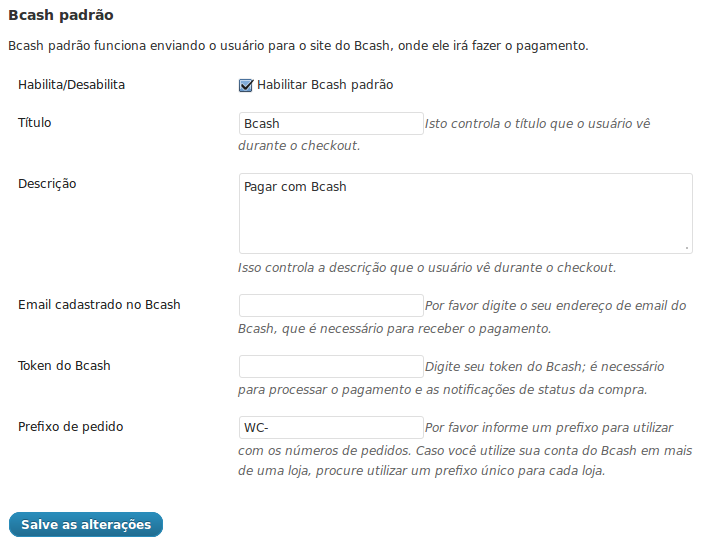 Bcash padrão
Bcash padrão funciona enviando o usuário para o site do Bcash, onde ele irá fazer o pagamento.
Habilita/Desabilita Habilitar Bcash padrão
Título Bcash Isto controla o título que o usuário vê
durante o checkout.
Descrição Pagar com Bcash
Isso controla a descrição que o usuário vê durante o checkout.
Email cadastrado no Bcash Por favor digite o seu endereço de email do
Bcash, que é necessário para receber o pagamento.
Token do Bcash Digite seu token do Bcash; é necessário
para processar o pagamento e as notificações de status da compra.
Prefixo de pedido WC- Por favor informe um prefixo para utilizar
com os números de pedidos. Caso você utilize sua conta do Bcash em mais
de uma loja, procure utilizar um prefixo único para cada loja.
Salve as alterações